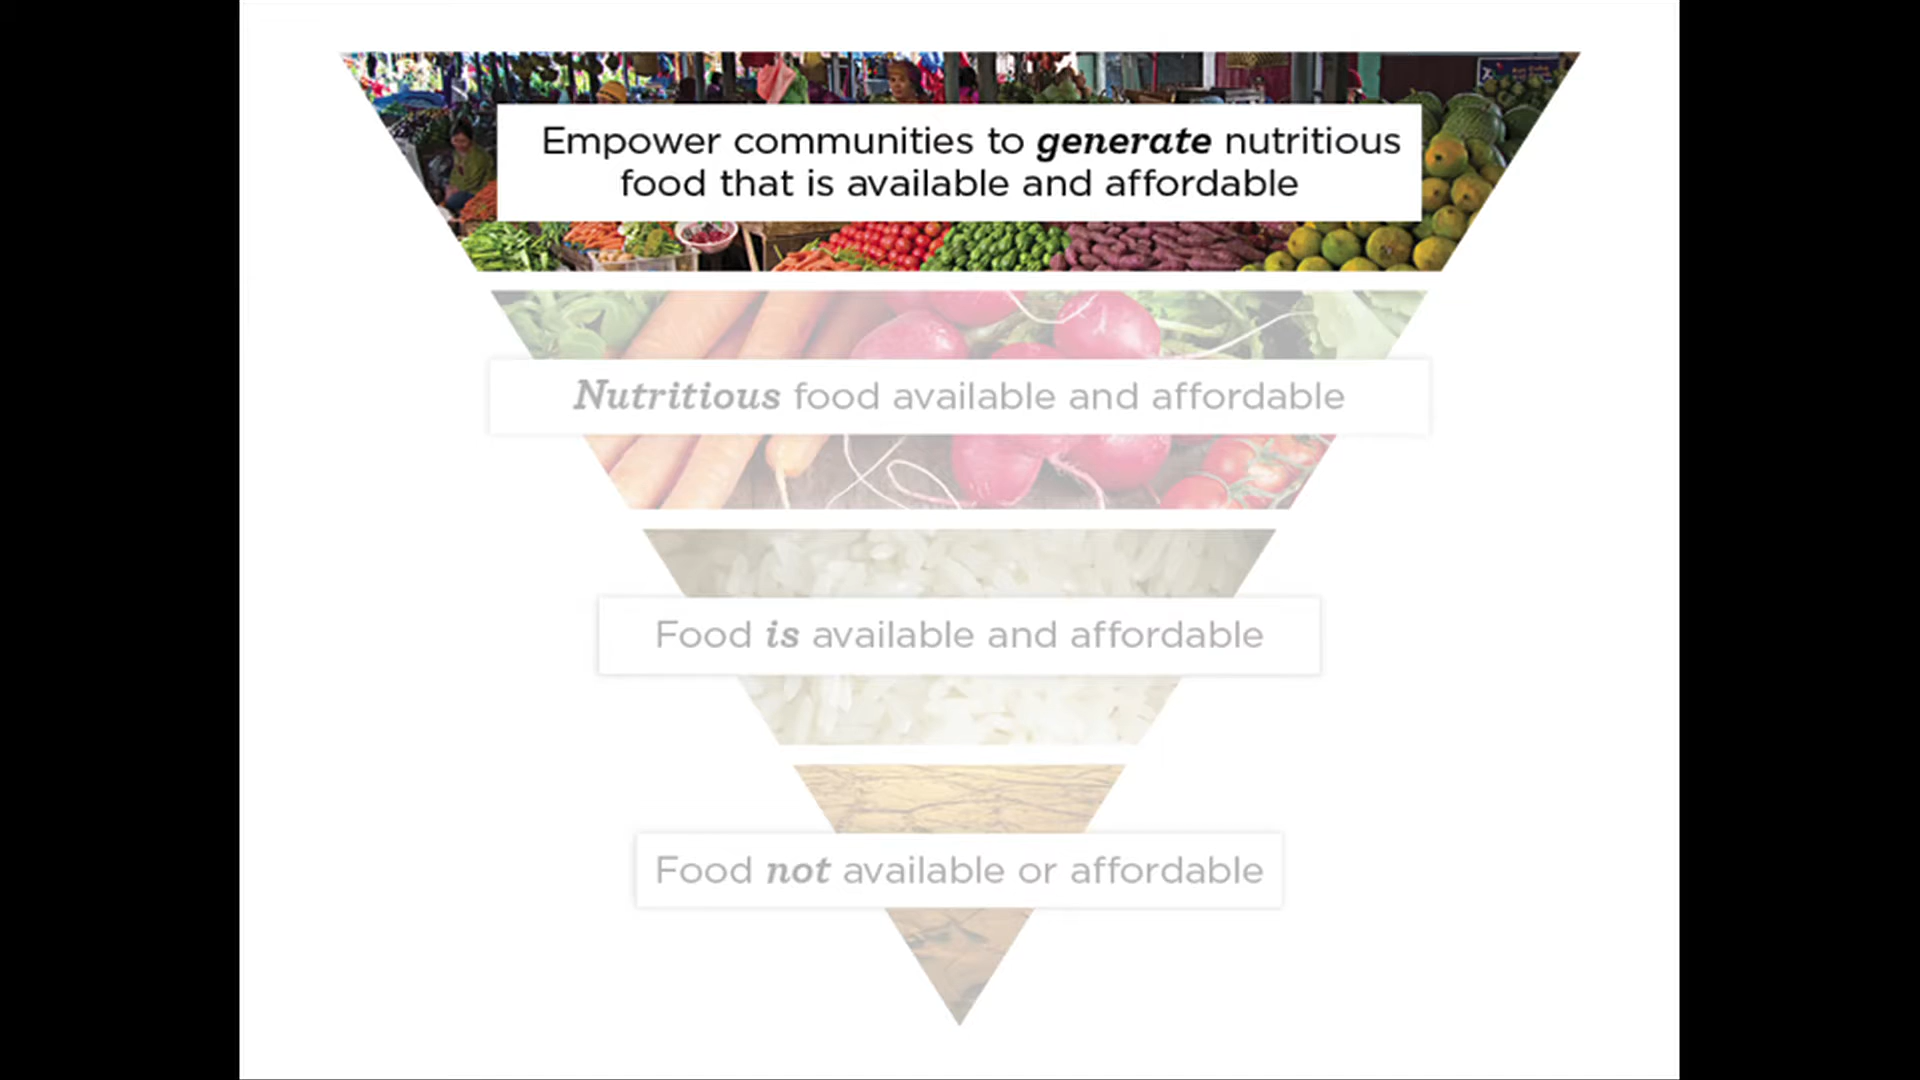 Empower communities to generate nutritious
food that is available and affordable
Nutritious food available and affordable
Food is available and affordable
Food not available or affordable